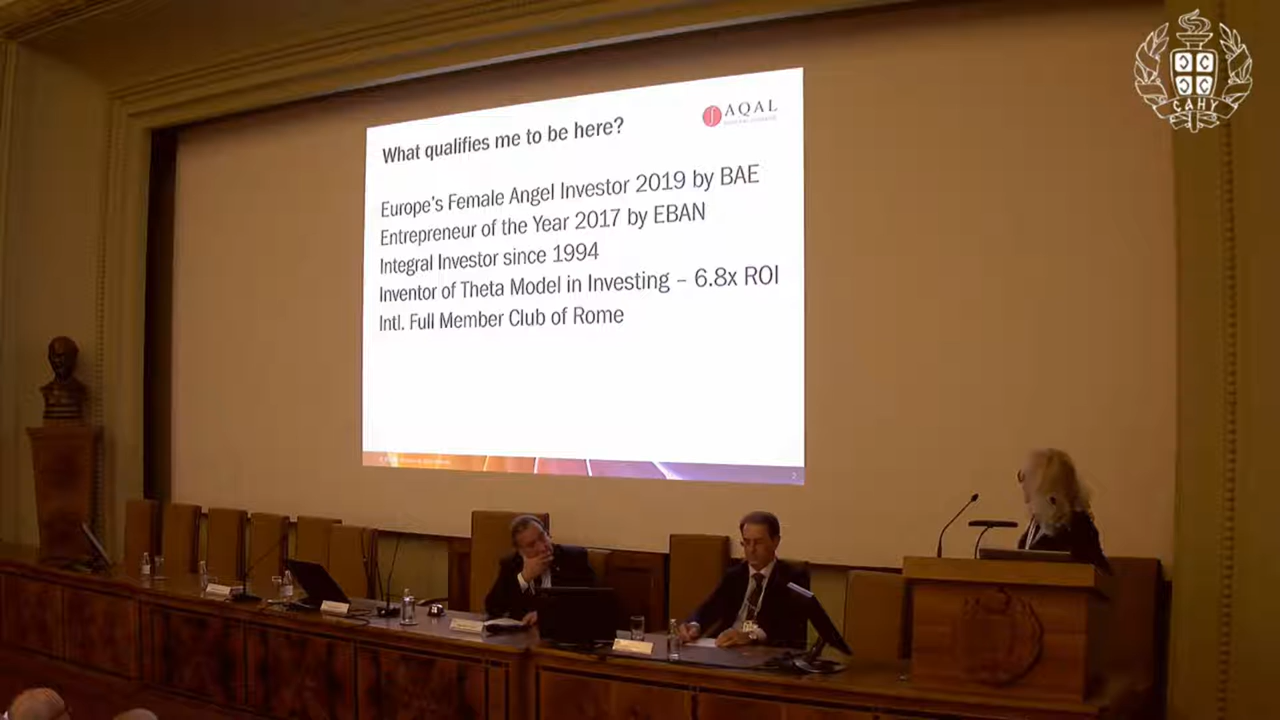 What qualifies me to be here?
AQAL
Europe's Female Angel Investor 2019 by BAE
Entrepreneur of the Year 2017 by EBAN
Integral Investor since 1994
Inventor of Theta Model in Investing – 6.8x ROI
Intl. Full Member Club of Rome
2
САНУ